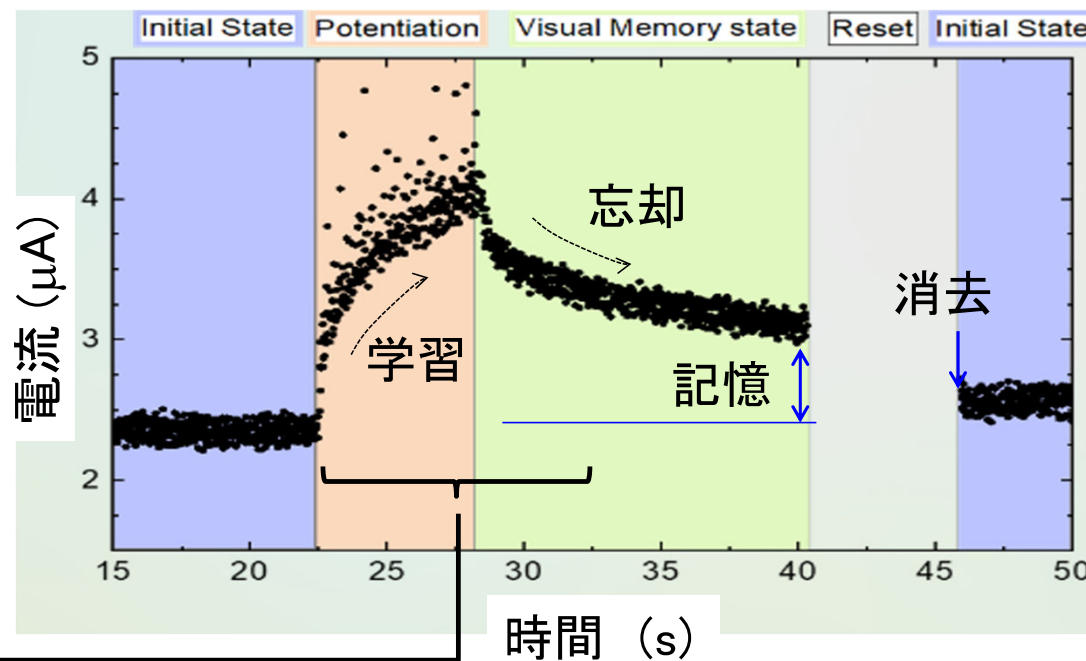 Initial State Potentiation Visual Memory state Reset Initial State
5
4
3
2
電流 (μA)
学習
忘却
記憶
消去
15 20 25 30 35 40 45 50
時間 (s)